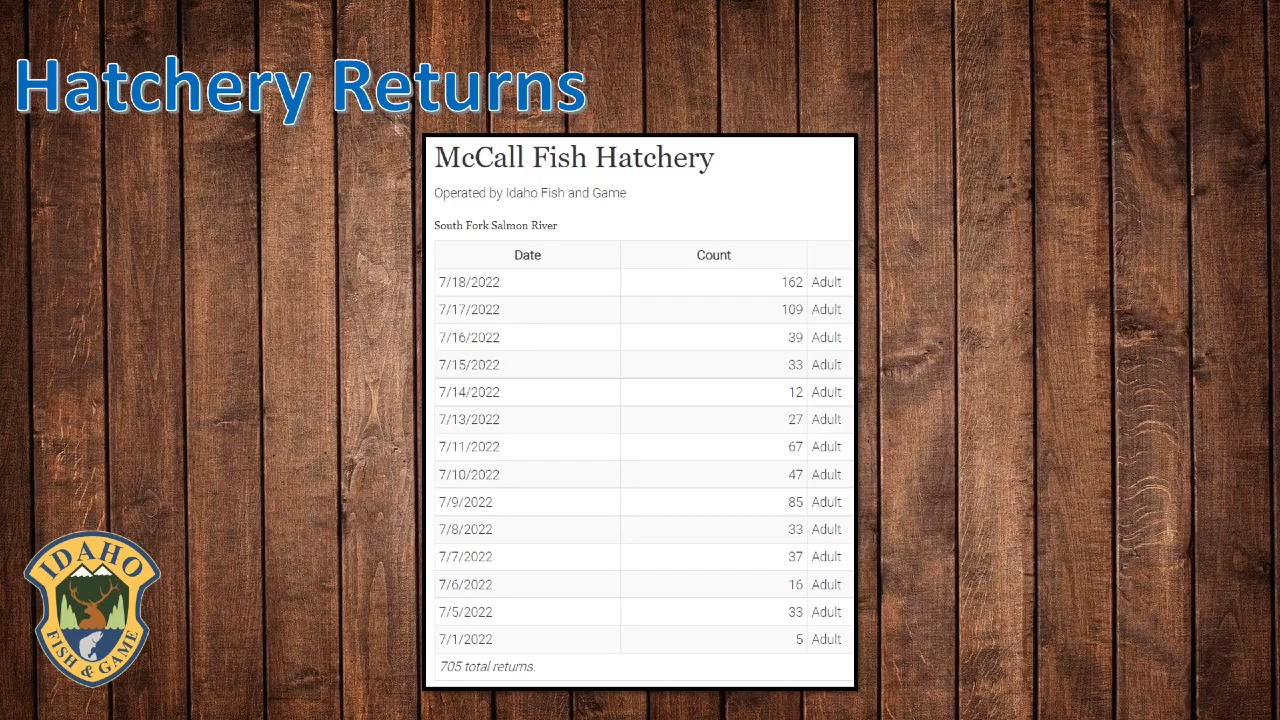 Hatchery Returns
McCall Fish Hatchery
Operated by Idaho Fish and Game
South Fork Salmon River
Date Count
7/18/2022 162 Adult
7/17/2022 109 Adult
7/16/2022 39 Adult
7/15/2022 33 Adult
7/14/2022 12 Adult
7/13/2022 27 Adult
7/11/2022 67 Adult
7/10/2022 47 Adult
7/9/2022 85 Adult
7/8/2022 33 Adult
7/7/2022 37 Adult
7/6/2022 16 Adult
7/5/2022 33 Adult
7/1/2022 5 Adult
705 total returns.
IDAHO
FISH & GAME